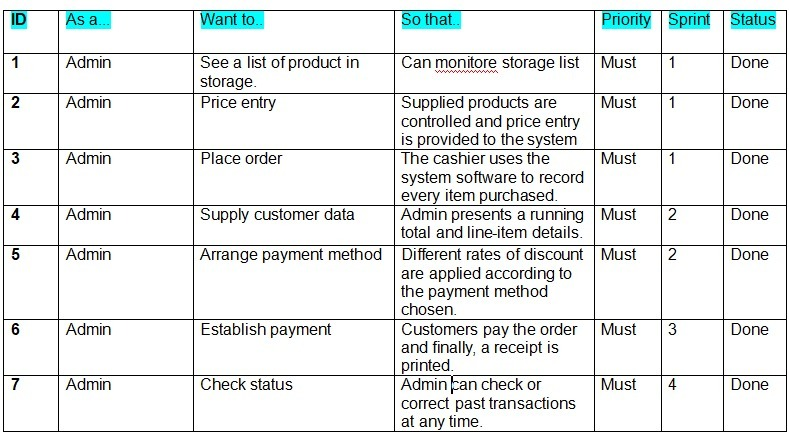 ID As a... Want to.. So that.. Priority Sprint Status
1 Admin See a list of product in Can monitore storage list Must 1 Done
storage.
2 Admin Price entry Supplied products are Must 1 Done
controlled and price entry
is provided to the system
3 Admin Place order The cashier uses the Must 1 Done
system software to record
every item purchased.
4 Admin Supply customer data Admin presents a running Must 2 Done
total and line-item details.
5 Admin Arrange payment method Different rates of discount Must 2 Done
are applied according to
the payment method
chosen.
6 Admin Establish payment Customers pay the order Must 3 Done
and finally, a receipt is
printed.
7 Admin Check status Admin can check or Must 4 Done
correct past transactions
at any time.